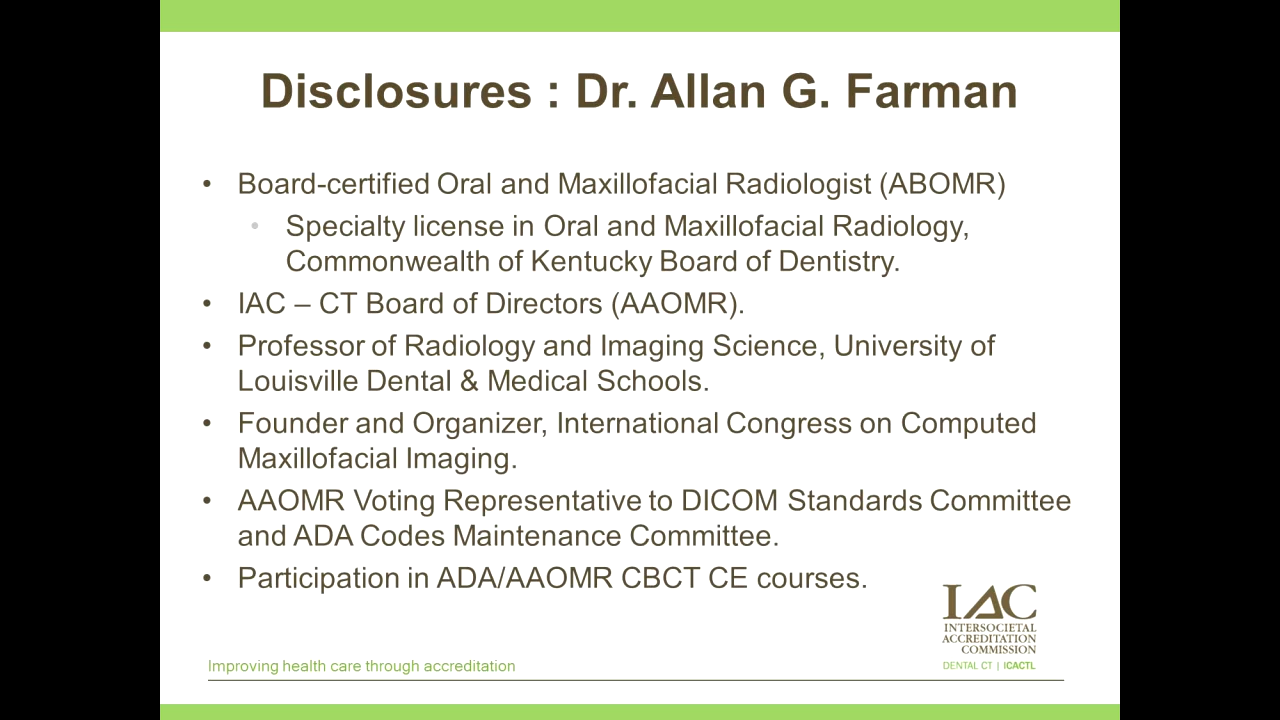 Disclosures : Dr. Allan G. Farman
• Board-certified Oral and Maxillofacial Radiologist (ABOMR)
• Specialty license in Oral and Maxillofacial Radiology,
Commonwealth of Kentucky Board of Dentistry.
• IAC – CT Board of Directors (AAOMR).
• Professor of Radiology and Imaging Science, University of
Louisville Dental & Medical Schools.
• Founder and Organizer, International Congress on Computed
Maxillofacial Imaging.
• AAOMR Voting Representative to DICOM Standards Committee
and ADA Codes Maintenance Committee.
• Participation in ADA/AAOMR CBCT CE courses.
IAC
INTERSOCIETAL
ACCREDITATION
COMMISSION
DENTAL CT | ICACTL
Improving health care through accreditation